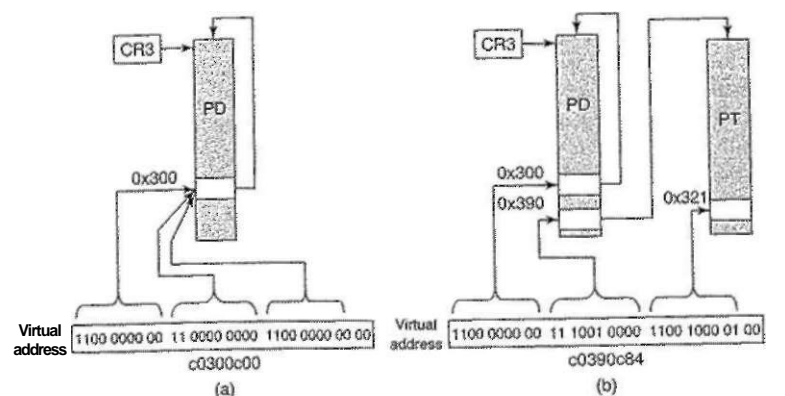 CR3
PD
0x300
Virtual address
1100 0000 00 11 0000 0000 1100 0000 00 00
c0300c00
(a)
CR3
PD
PT
0x300
0x390
0x321
Virtual address
1100 0000 00 11 1001 0000 1100 1000 01 00
c0390c84
(b)